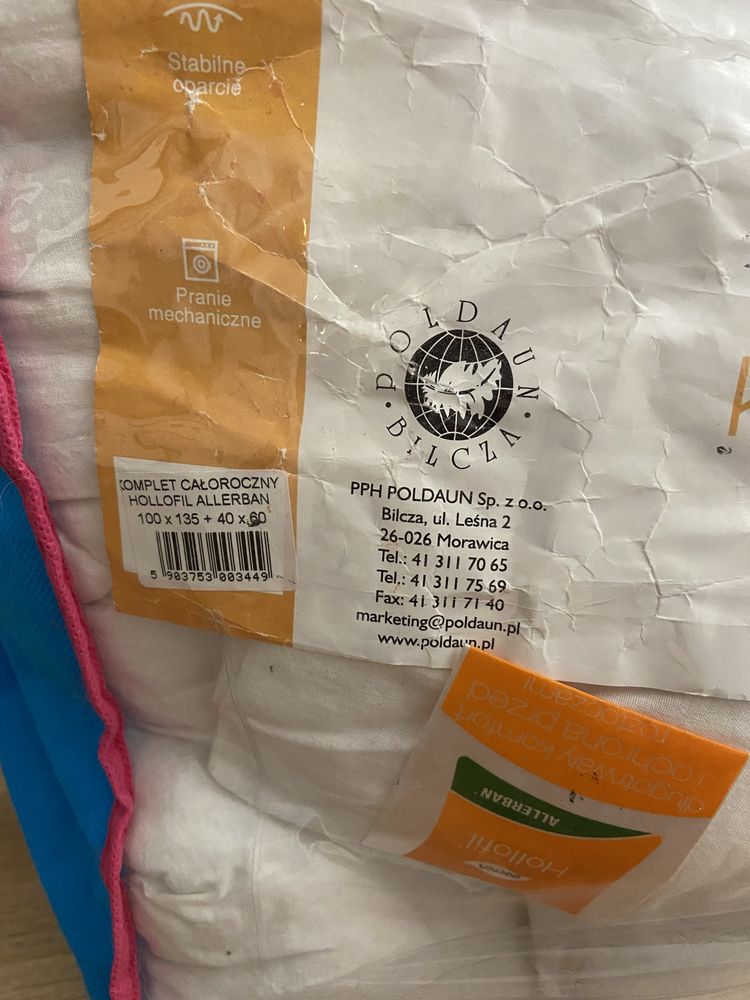 Stabilne
oparcie
Pranie
mechaniczne
POLDAUN
BILCZA
KOMPLET CAŁOROCZNY
HOLLOFIL ALLERBAN
100 x 135 + 40 x 60
5 903753 003449
PPH POLDAUN Sp. z o.o.
Bilcza, ul. Leśna 2
26-026 Morawica
Tel.: 41 311 70 65
Tel.: 41 311 75 69
Fax: 41 311 71 40
marketing@poldaun.pl
www.poldaun.pl
dacron
Hollofil
ALLERBAN
długotrwały komfort
i ochrona przed
roztoczami